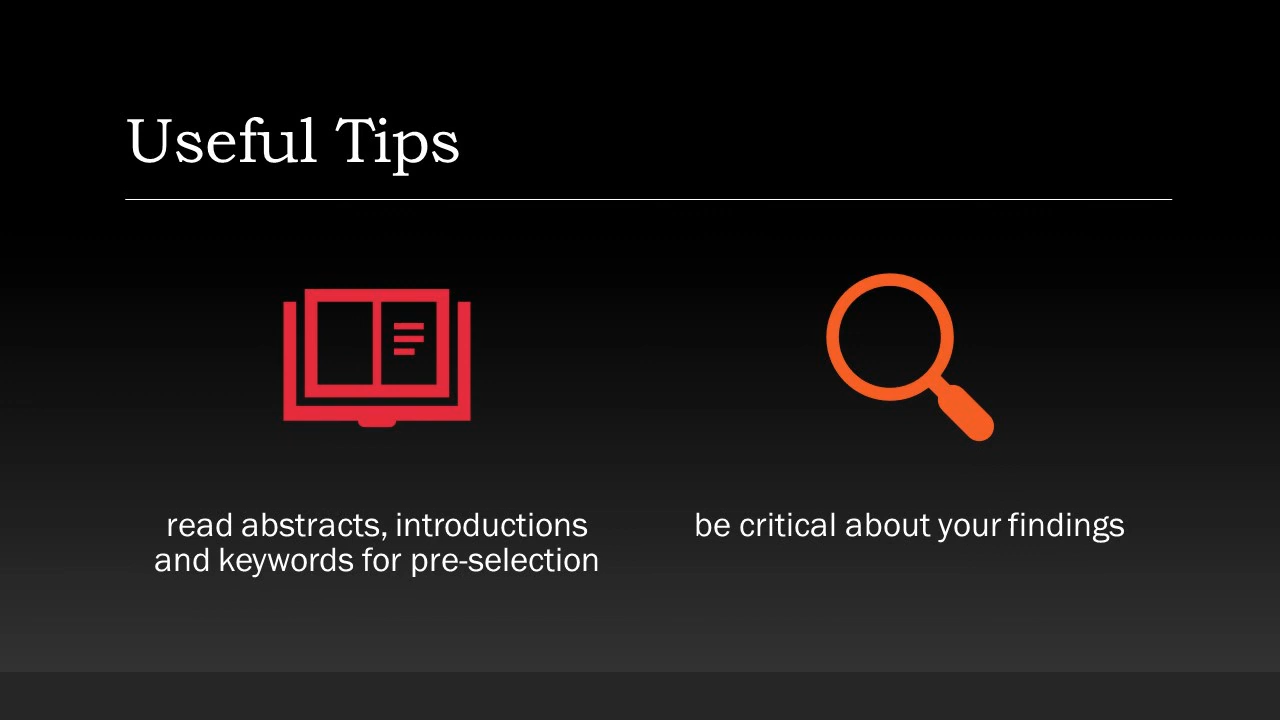 Useful Tips
read abstracts, introductions
and keywords for pre-selection
be critical about your findings